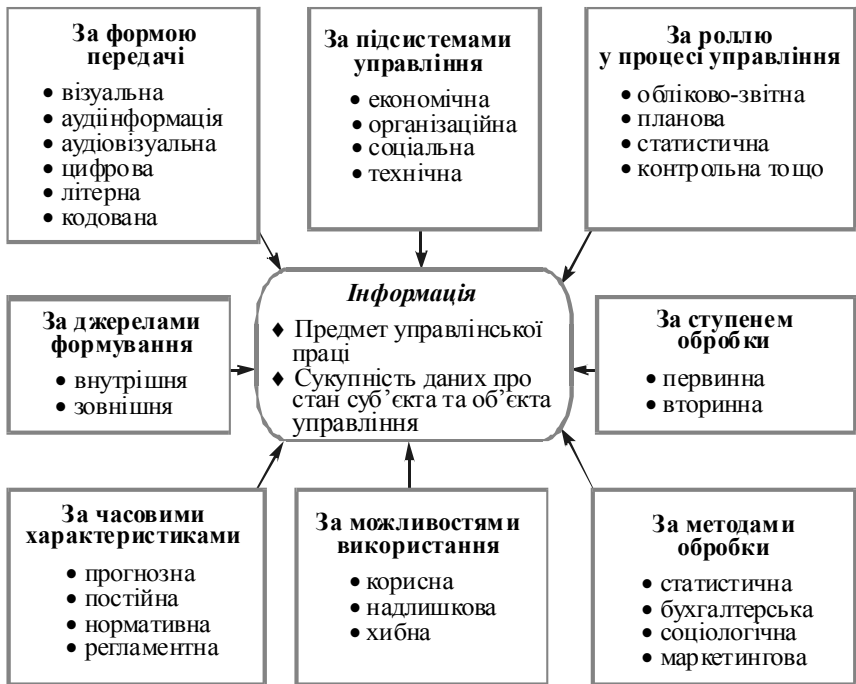 За формою
передачі
• візуальна
• аудіінформація
• аудіовізуальна
• цифрова
• літерна
• кодована
За підсистемами
управління
• економічна
• організаційна
• соціальна
• технічна
За роллю
у процесі управління
• обліково-звітна
• планова
• статистична
• контрольна тощо
За джерелами
формування
• внутрішня
• зовнішня
Інформація
♦ Предмет управлінської
праці
♦ Сукупність даних про
стан суб’єкта та об’єкта
управління
За ступенем
обробки
• первинна
• вторинна
За часовими
характеристиками
• прогнозна
• постійна
• нормативна
• регламентна
За можливостями
використання
• корисна
• надлишкова
• хибна
За методами
обробки
• статистична
• бухгалтерська
• соціологічна
• маркетингова